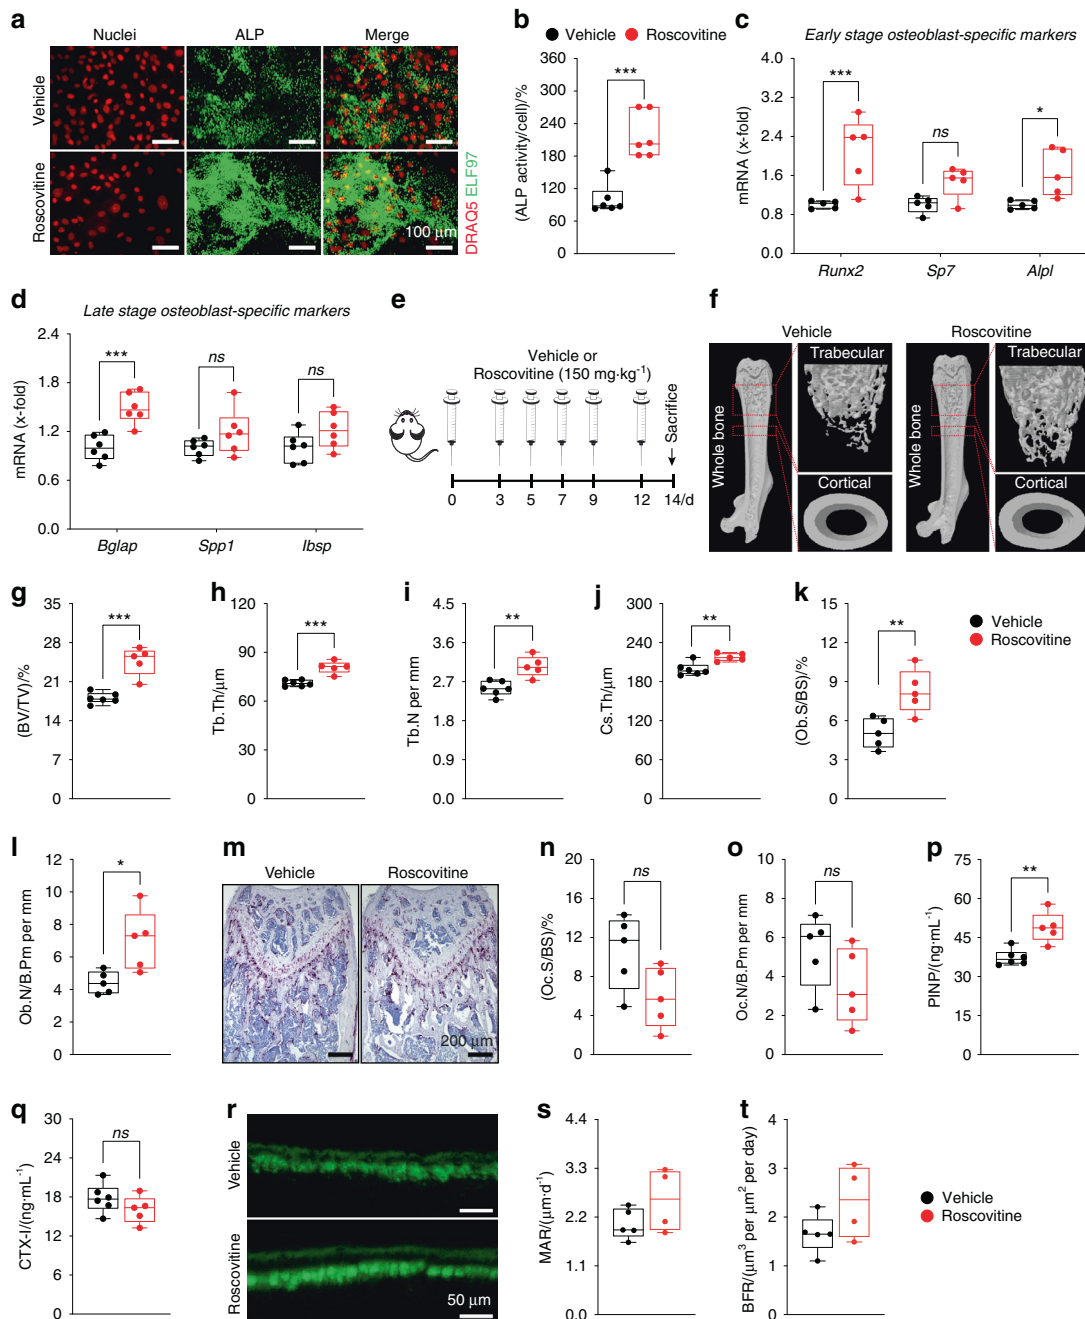 a
Nuclei
ALP
Merge
Vehicle
Roscovitine
100 μm
DRAQ5 ELF97
b
Vehicle
Roscovitine
(ALP activity/cell)/%
360
300
240
180
120
60
0
***
c
Early stage osteoblast-specific markers
mRNA (x-fold)
4.0
3.2
2.4
1.6
0.8
0.0
***
ns
*
Runx2
Sp7
Alpl
d
Late stage osteoblast-specific markers
mRNA (x-fold)
2.4
1.8
1.2
0.6
0.0
***
ns
ns
Bglap
Spp1
Ibsp
e
Vehicle or
Roscovitine (150 mg·kg⁻¹)
Sacrifice
0
3
5
7
9
12
14/d
f
Vehicle
Roscovitine
Whole bone
Trabecular
Cortical
Whole bone
Trabecular
Cortical
g
(BV/TV)/%
35
28
21
14
7
0
***
h
Tb.Th/μm
120
90
60
30
0
***
i
Tb.N per mm
4.5
3.6
2.7
1.8
0.9
0.0
**
j
Cs.Th/μm
300
240
180
120
60
0
**
k
(Ob.S/BS)/%
15
12
9
6
3
0
**
Vehicle
Roscovitine
l
Ob.N/B.Pm per mm
12
10
8
6
4
2
0
*
m
Vehicle
Roscovitine
200 μm
n
(Oc.S/BS)/%
20
16
12
8
4
0
ns
o
Oc.N/B.Pm per mm
10
8
6
4
2
0
ns
p
PINP/(ng·mL⁻¹)
75
60
45
30
15
0
**
q
CTX-I/(ng·mL⁻¹)
30
24
18
12
6
0
ns
r
Vehicle
Roscovitine
50 μm
s
MAR/(μm·d⁻¹)
4.4
3.3
2.2
1.1
0.0
t
BFR/(μm³ per μm² per day)
4
3
2
1
0
Vehicle
Roscovitine